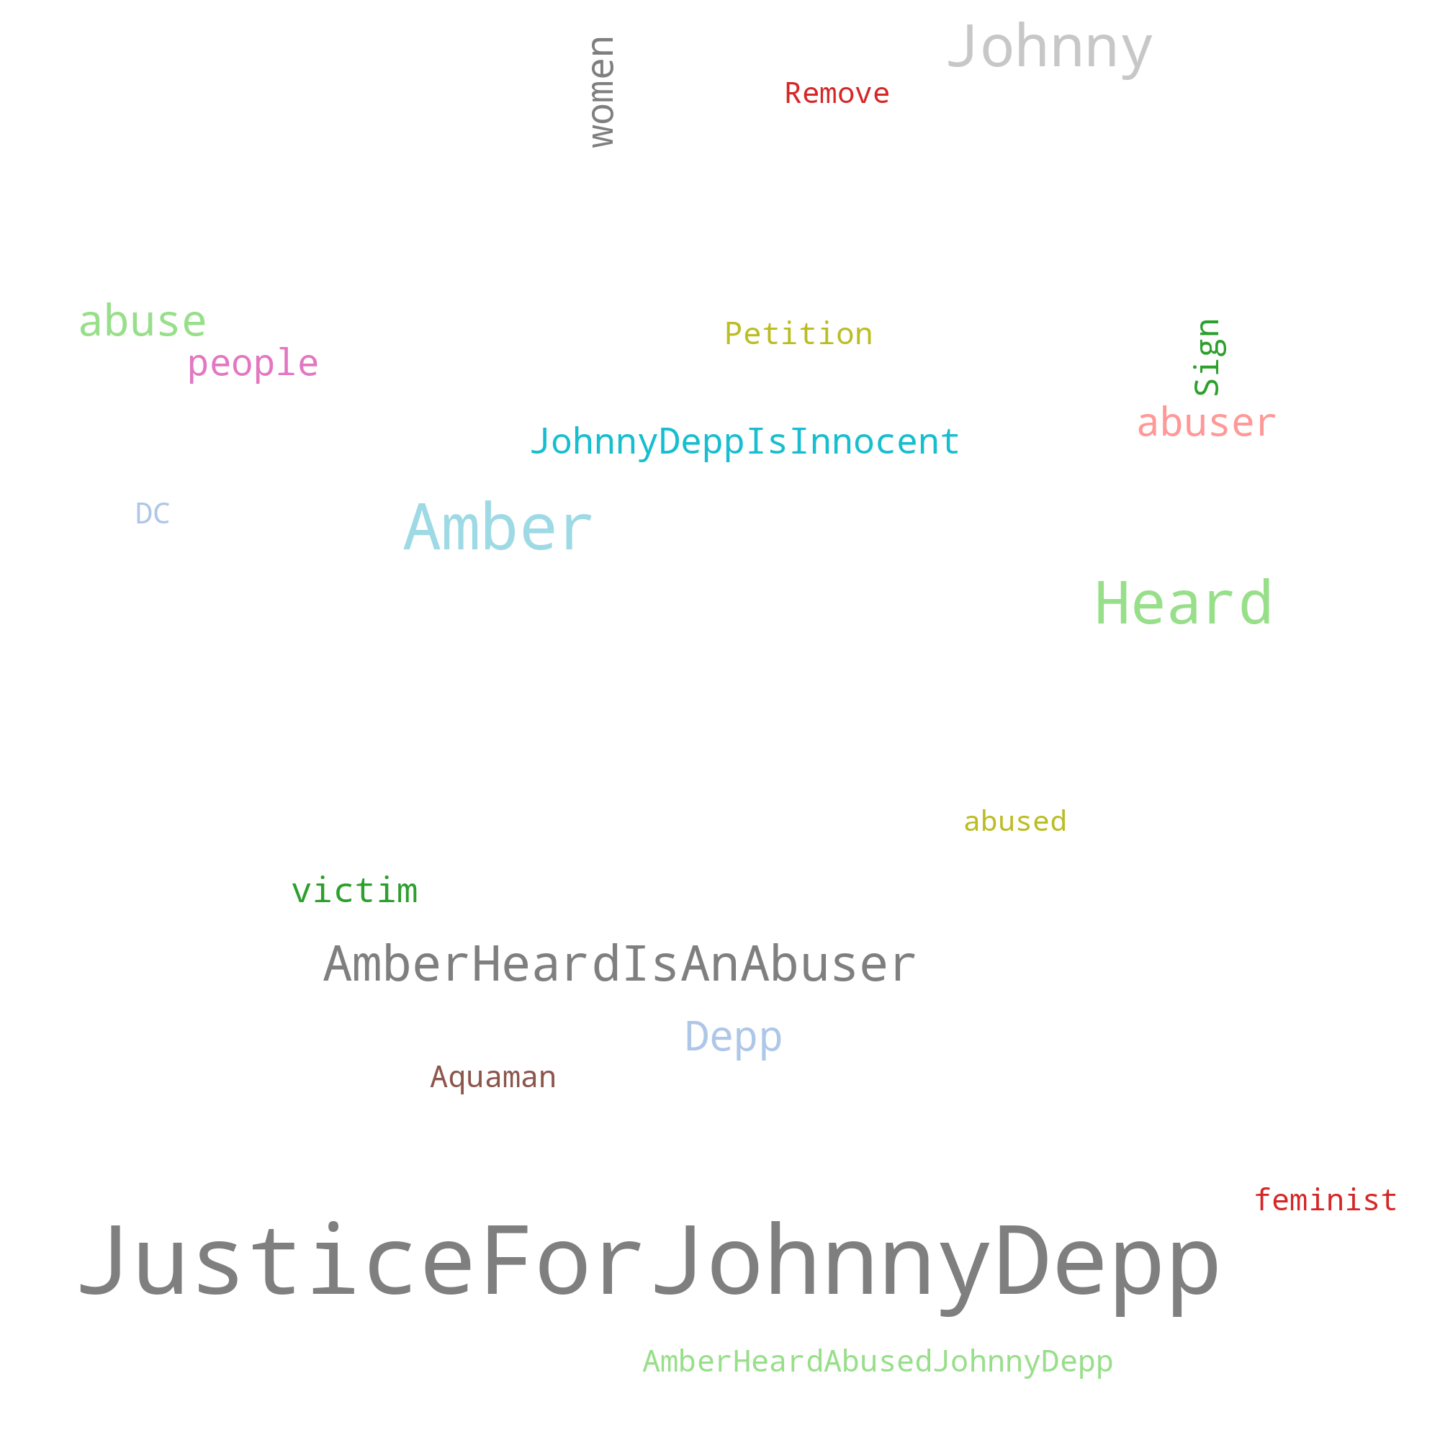 Johnny
women
Remove
abuse
Petition
Sign
people
abuser
JohnnyDeppIsInnocent
DC
Amber
Heard
abused
victim
AmberHeardIsAnAbuser
Depp
Aquaman
feminist
JusticeForJohnnyDepp
AmberHeardAbusedJohnnyDepp